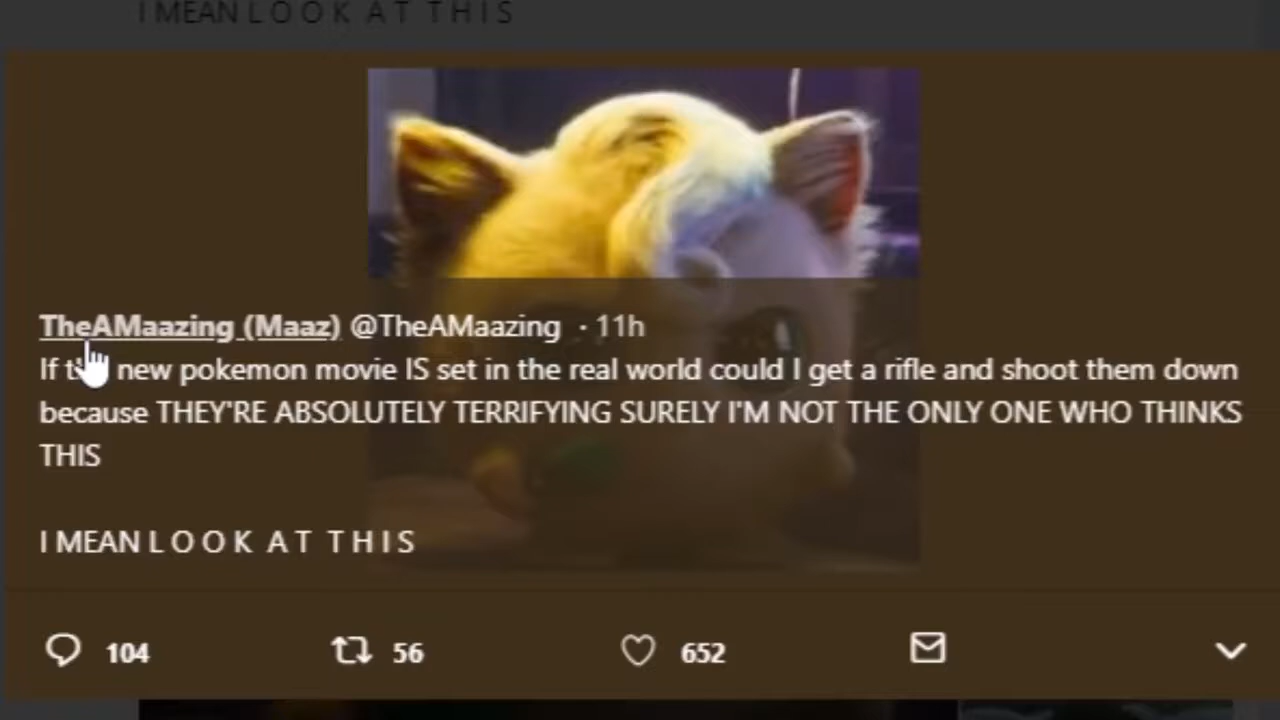 I MEAN L O O K  A T  T H I S
TheAMaazing (Maaz) @TheAMaazing · 11h
If t new pokemon movie IS set in the real world could I get a rifle and shoot them down
because THEY'RE ABSOLUTELY TERRIFYING SURELY I'M NOT THE ONLY ONE WHO THINKS
THIS
I MEAN L O O K  A T  T H I S
104 56 652